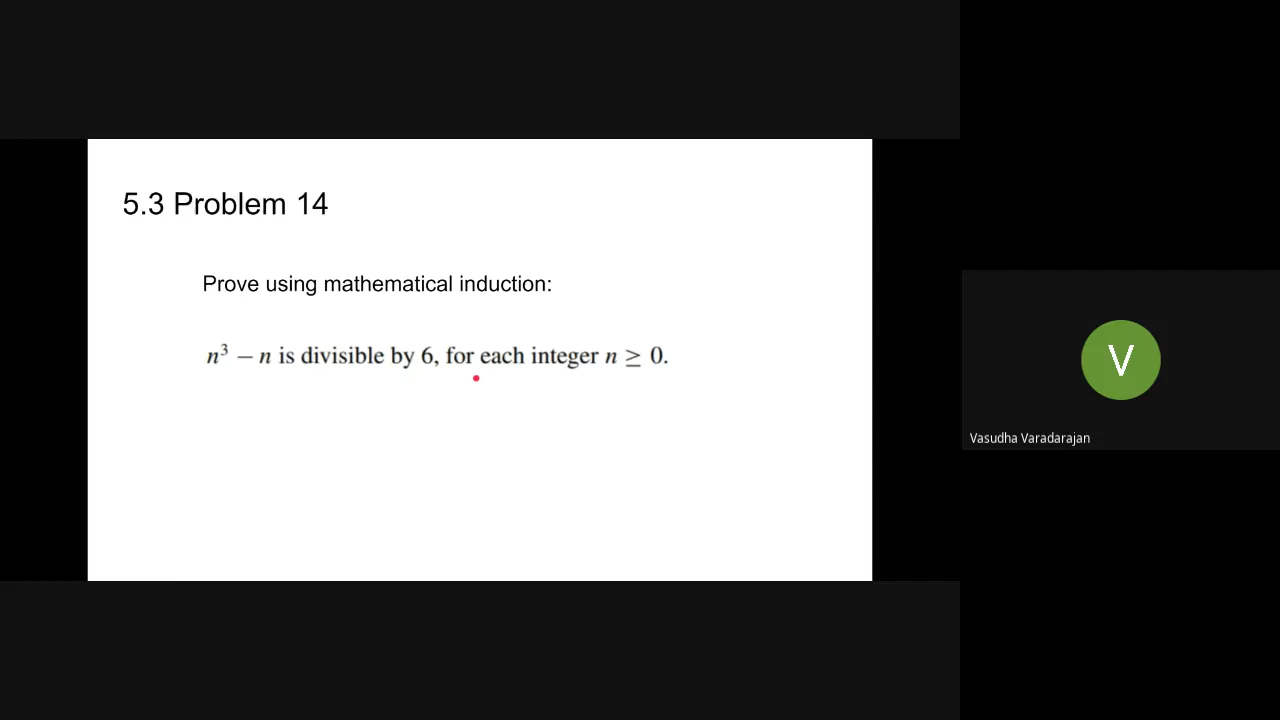 5.3 Problem 14
Prove using mathematical induction:
n³ − n is divisible by 6, for each integer n ≥ 0.
V
Vasudha Varadarajan